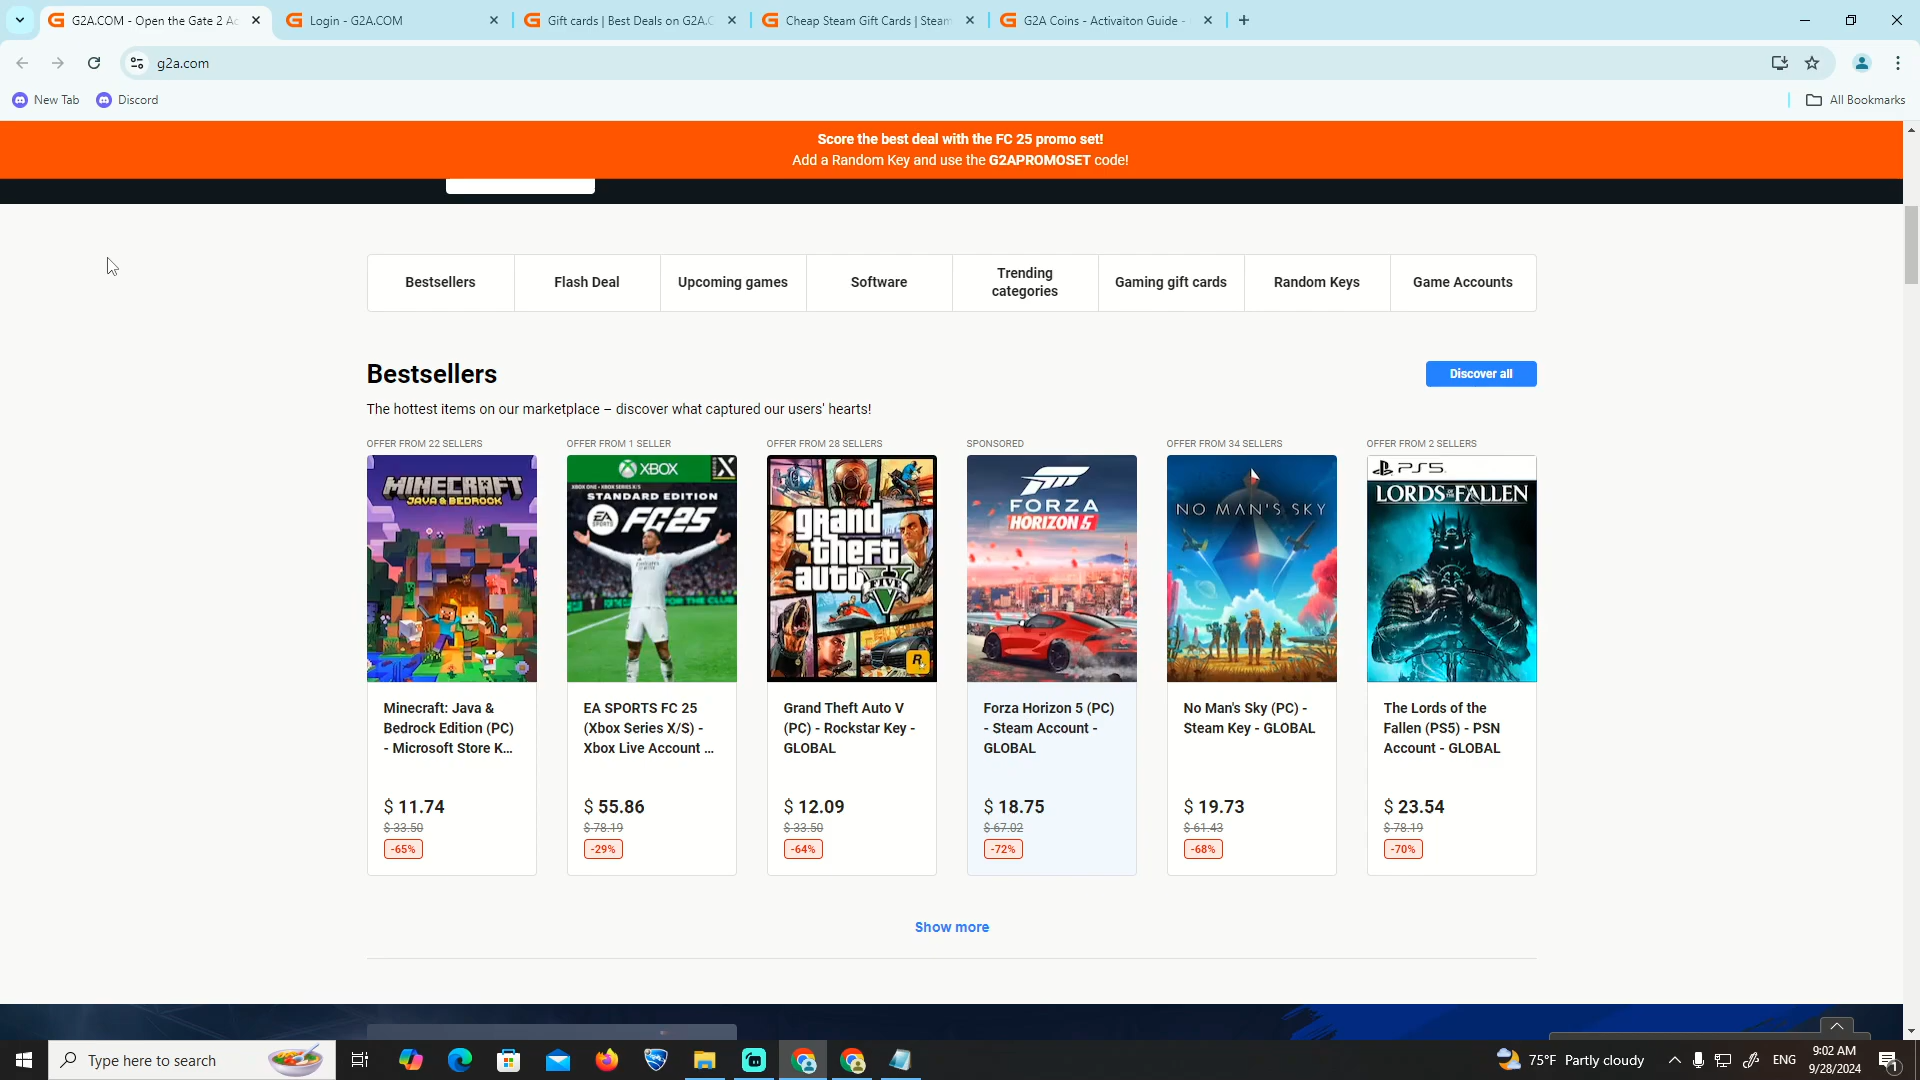 G2A.COM - Open the Gate 2 Ac
Login - G2A.COM
Gift cards | Best Deals on G2A.C
Cheap Steam Gift Cards | Steam
G2A Coins - Activaiton Guide -
g2a.com
New Tab
Discord
All Bookmarks
Score the best deal with the FC 25 promo set!
Add a Random Key and use the G2APROMOSET code!
Bestsellers
Flash Deal
Upcoming games
Software
Trending
categories
Gaming gift cards
Random Keys
Game Accounts
Bestsellers
Discover all
The hottest items on our marketplace – discover what captured our users' hearts!
OFFER FROM 22 SELLERS
OFFER FROM 1 SELLER
OFFER FROM 28 SELLERS
SPONSORED
OFFER FROM 34 SELLERS
OFFER FROM 2 SELLERS
MINECRAFT
JAVA & BEDROCK
XBOX
XBOX ONE • XBOX SERIES X/S
STANDARD EDITION
EA SPORTS FC 25
grand
theft
auto
FIVE
FORZA
HORIZON 5
NO MAN'S SKY
PS5
LORDS OF THE FALLEN
Minecraft: Java &
Bedrock Edition (PC)
- Microsoft Store K...
EA SPORTS FC 25
(Xbox Series X/S) -
Xbox Live Account ...
Grand Theft Auto V
(PC) - Rockstar Key -
GLOBAL
Forza Horizon 5 (PC)
- Steam Account -
GLOBAL
No Man's Sky (PC) -
Steam Key - GLOBAL
The Lords of the
Fallen (PS5) - PSN
Account - GLOBAL
$ 11.74
$ 33.50
-65%
$ 55.86
$ 78.19
-29%
$ 12.09
$ 33.50
-64%
$ 18.75
$ 67.02
-72%
$ 19.73
$ 61.43
-68%
$ 23.54
$ 78.19
-70%
Show more
Type here to search
75°F Partly cloudy
ENG
9:02 AM
9/28/2024
1